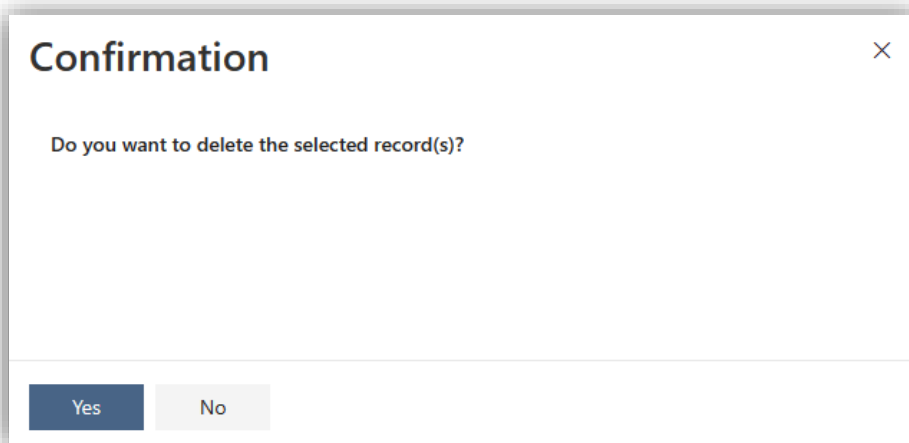 Confirmation
Do you want to delete the selected record(s)?
Yes
No